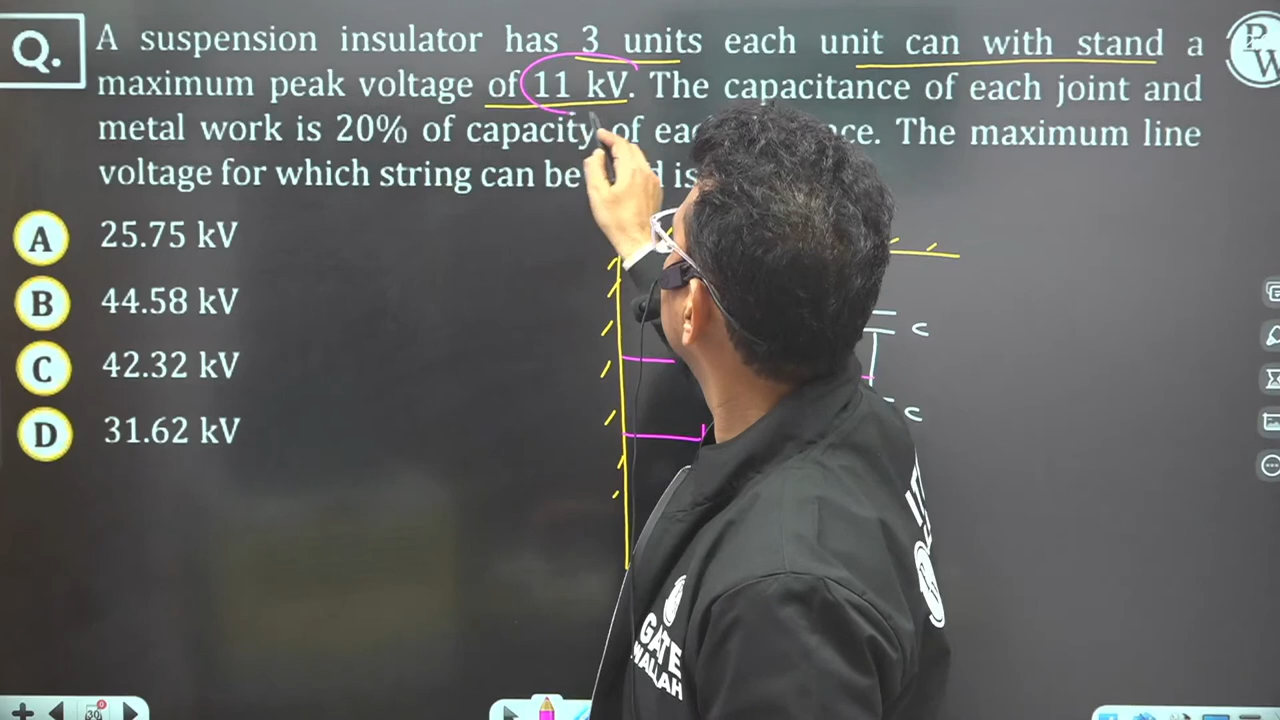 Q. A suspension insulator has 3 units each unit can with stand a
maximum peak voltage of 11 kV. The capacitance of each joint and
metal work is 20% of capacity of The maximum line
voltage for which string can be is
A 25.75 kV
B 44.58 kV
C 42.32 kV
D 31.62 kV
P
W
c
c
GATE
WALLAH
30